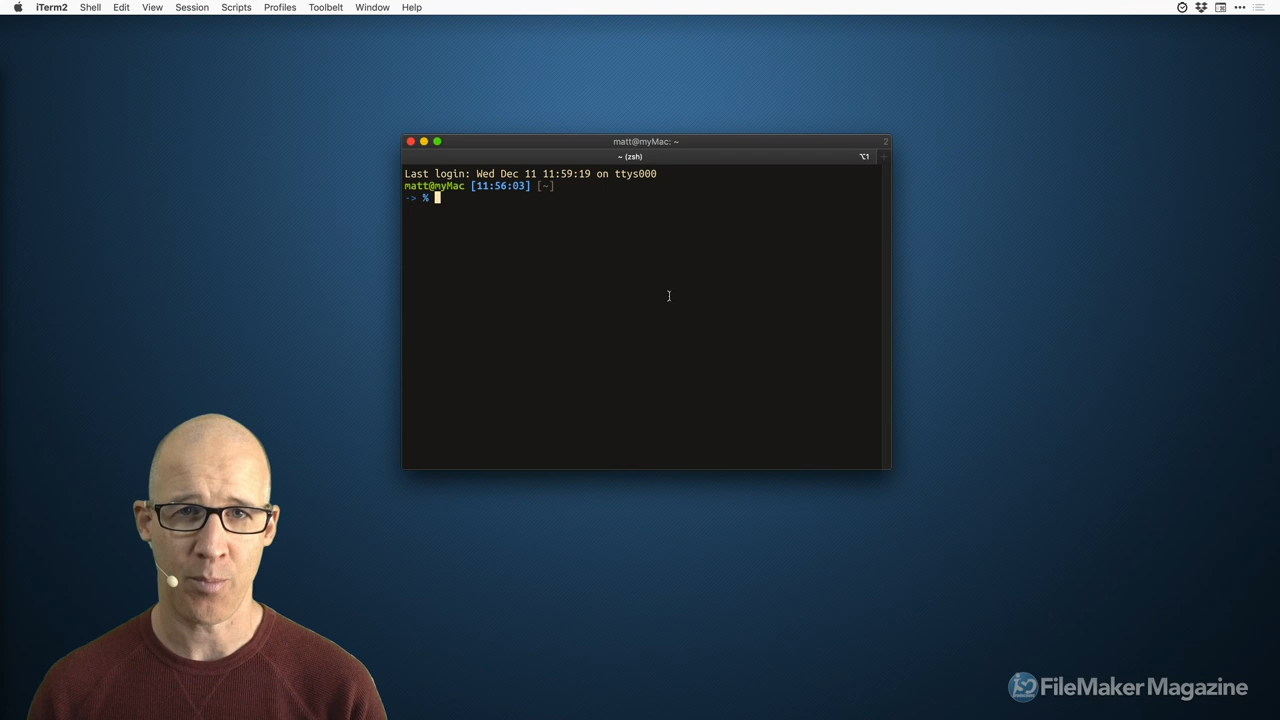 iTerm2 Shell Edit View Session Scripts Profiles Toolbelt Window Help
matt@myMac: ~ 2
~ (zsh) ⌥1
Last login: Wed Dec 11 11:59:19 on ttys000
matt@myMac [11:56:03] [~]
-> %
FileMaker Magazine